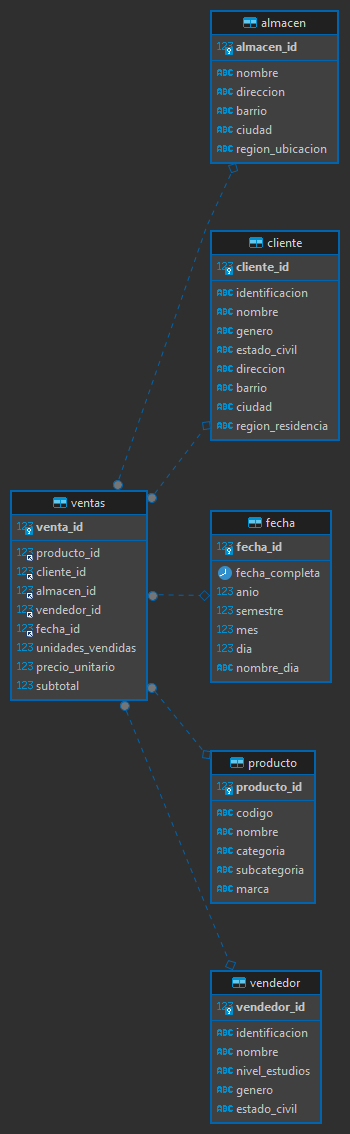 almacen
123 almacen_id
ABC nombre
ABC direccion
ABC barrio
ABC ciudad
ABC region_ubicacion
cliente
123 cliente_id
ABC identificacion
ABC nombre
ABC genero
ABC estado_civil
ABC direccion
ABC barrio
ABC ciudad
ABC region_residencia
ventas
123 venta_id
123 producto_id
123 cliente_id
123 almacen_id
123 vendedor_id
123 fecha_id
123 unidades_vendidas
123 precio_unitario
123 subtotal
fecha
123 fecha_id
fecha_completa
123 anio
123 semestre
123 mes
123 dia
ABC nombre_dia
producto
123 producto_id
ABC codigo
ABC nombre
ABC categoria
ABC subcategoria
ABC marca
vendedor
123 vendedor_id
ABC identificacion
ABC nombre
ABC nivel_estudios
ABC genero
ABC estado_civil